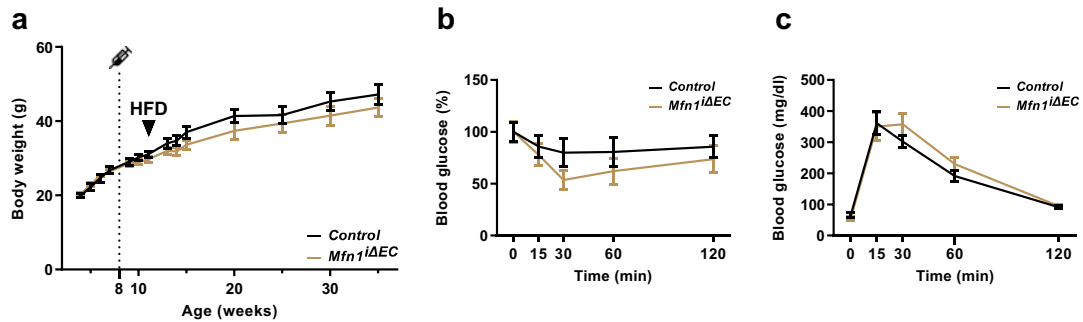 a
Body weight (g)
60
40
20
0
HFD
Control
Mfn1iΔEC
8
10
20
30
Age (weeks)
b
Blood glucose (%)
150
100
50
0
Control
Mfn1iΔEC
0
15
30
60
120
Time (min)
c
Blood glucose (mg/dl)
500
400
300
200
100
0
Control
Mfn1iΔEC
0
15
30
60
120
Time (min)